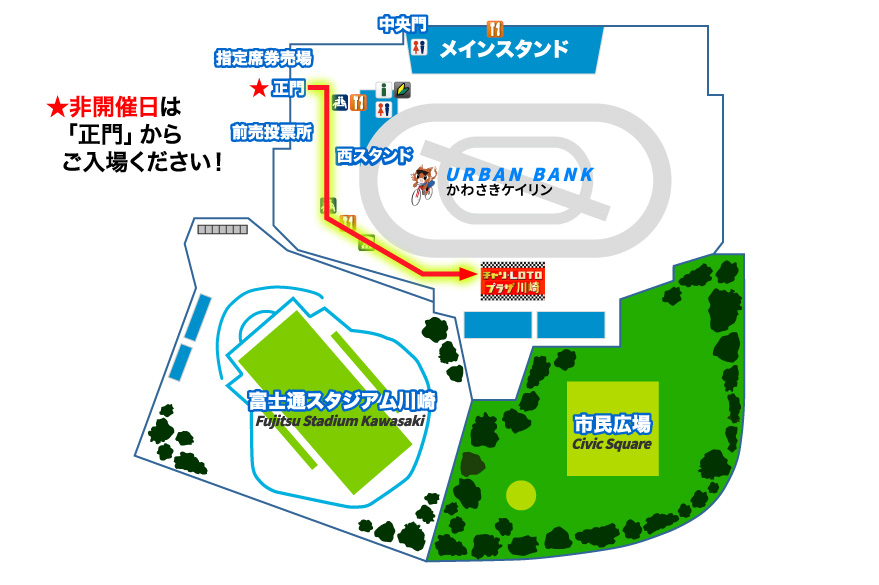 中央門
メインスタンド
指定席券売場
★正門
★非開催日は
「正門」から
ご入場ください！
前売投票所
西スタンド
URBAN BANK
かわさきケイリン
チャリ・LOTO
プラザ川崎
富士通スタジアム川崎
Fujitsu Stadium Kawasaki
市民広場
Civic Square